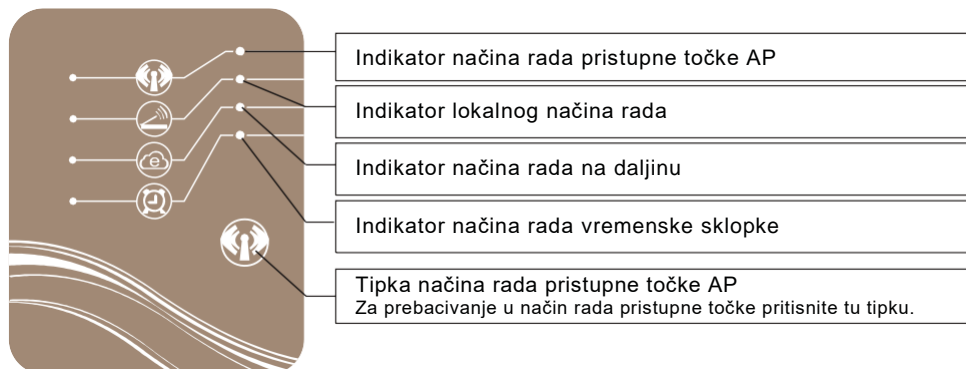 Indikator načina rada pristupne točke AP
Indikator lokalnog načina rada
Indikator načina rada na daljinu
Indikator načina rada vremenske sklopke
Tipka načina rada pristupne točke AP
Za prebacivanje u način rada pristupne točke pritisnite tu tipku.
e